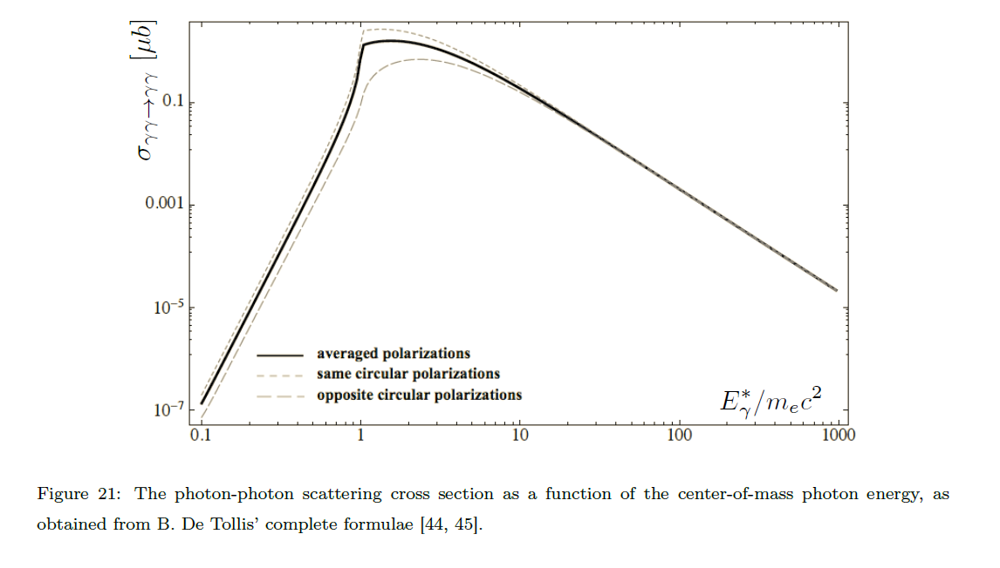 σγγ→γγ [μb]
0.1
0.001
10⁻⁵
10⁻⁷
averaged polarizations
same circular polarizations
opposite circular polarizations
E*γ/mₑc²
0.1 1 10 100 1000
Figure 21: The photon-photon scattering cross section as a function of the center-of-mass photon energy, as
obtained from B. De Tollis’ complete formulae [44, 45].